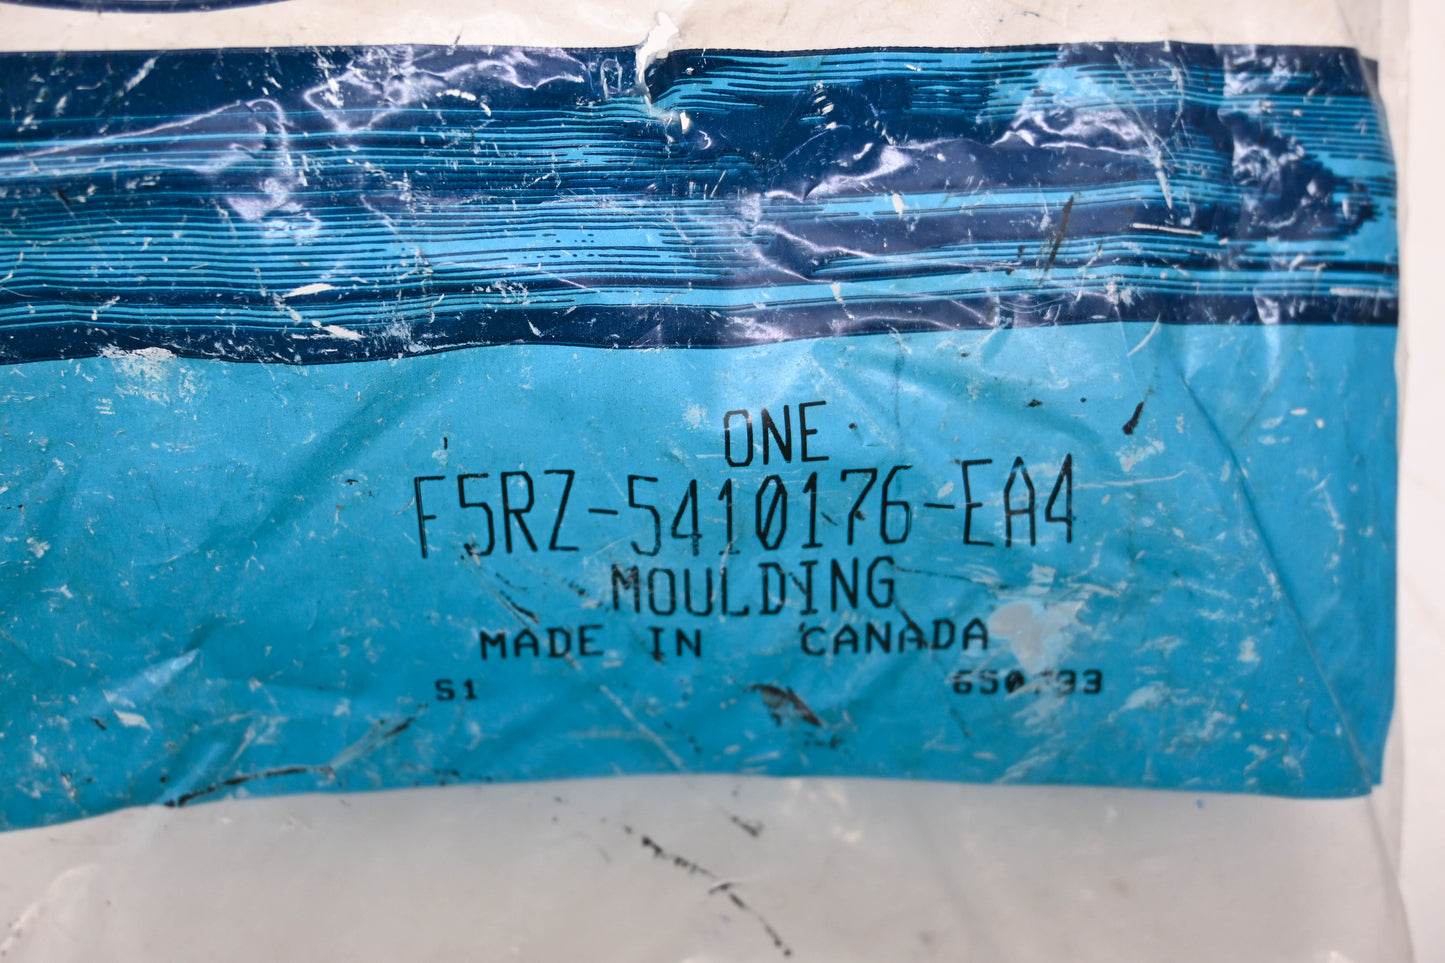 ONE
F5RZ-5410176-EA4
MOULDING
MADE IN CANADA
S1